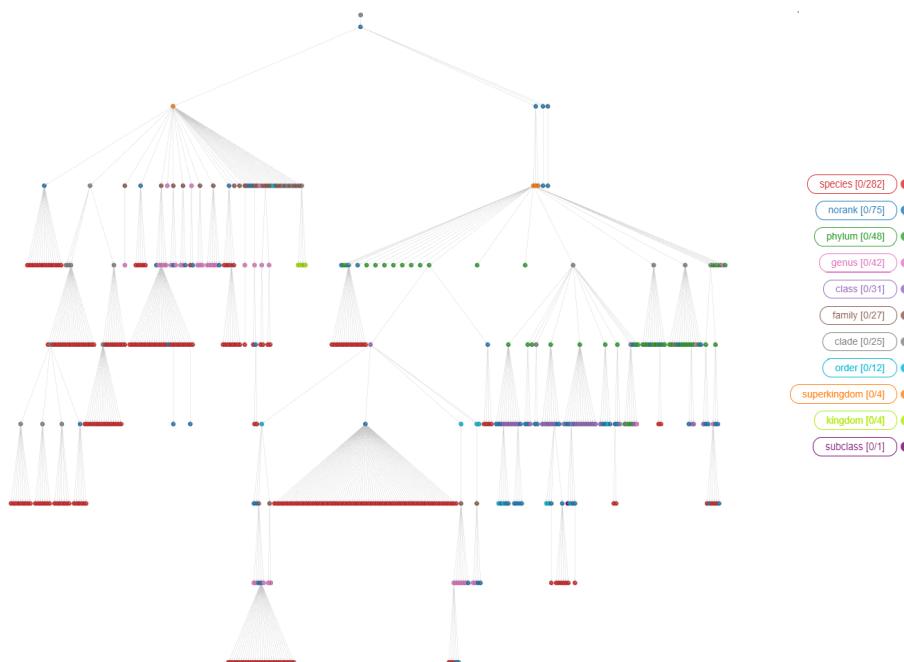 species [0/282]
norank [0/75]
phylum [0/48]
genus [0/42]
class [0/31]
family [0/27]
clade [0/25]
order [0/12]
superkingdom [0/4]
kingdom [0/4]
subclass [0/1]